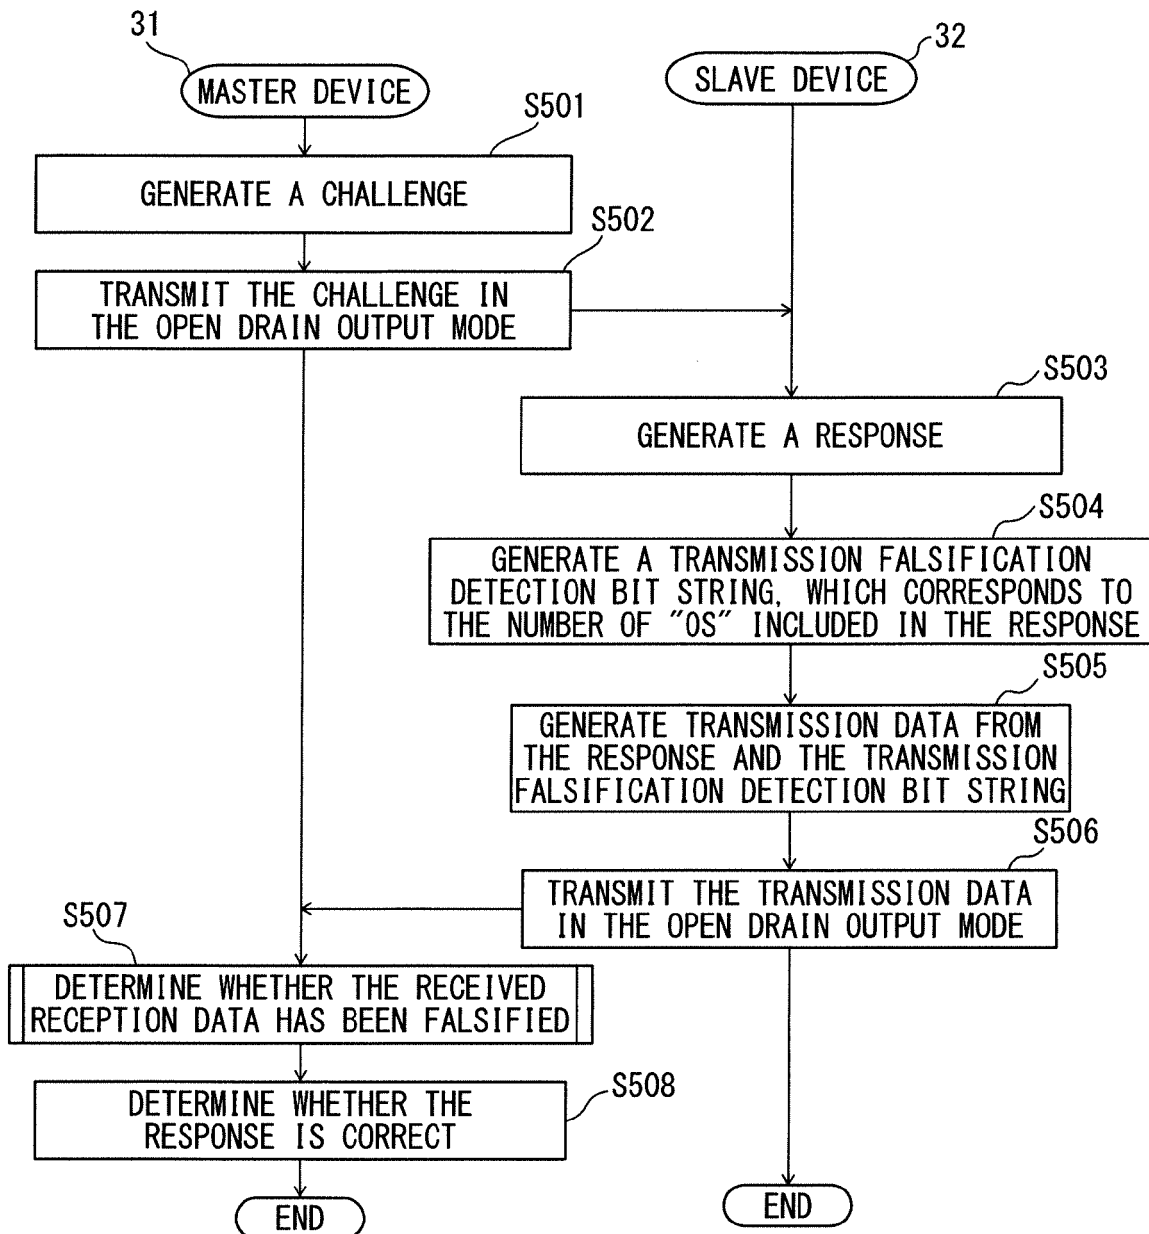 31
MASTER DEVICE
32
SLAVE DEVICE
S501
GENERATE A CHALLENGE
S502
TRANSMIT THE CHALLENGE IN
THE OPEN DRAIN OUTPUT MODE
S503
GENERATE A RESPONSE
S504
GENERATE A TRANSMISSION FALSIFICATION
DETECTION BIT STRING, WHICH CORRESPONDS TO
THE NUMBER OF "0S" INCLUDED IN THE RESPONSE
S505
GENERATE TRANSMISSION DATA FROM
THE RESPONSE AND THE TRANSMISSION
FALSIFICATION DETECTION BIT STRING
S506
TRANSMIT THE TRANSMISSION DATA
IN THE OPEN DRAIN OUTPUT MODE
S507
DETERMINE WHETHER THE RECEIVED
RECEPTION DATA HAS BEEN FALSIFIED
S508
DETERMINE WHETHER THE
RESPONSE IS CORRECT
END
END